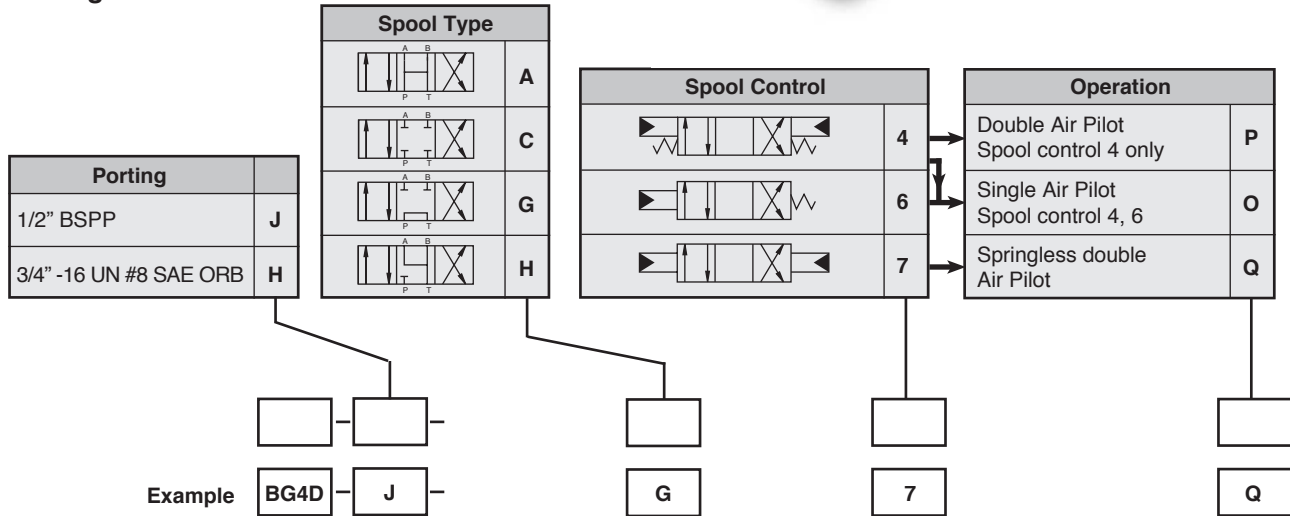 Spool Type
A B
P T
A
A B
P T
C
A B
P T
G
A B
P T
H
Porting
1/2” BSPP J
3/4” -16 UN #8 SAE ORB H
Spool Control
4
6
7
Operation
Double Air Pilot
Spool control 4 only
P
Single Air Pilot
Spool control 4, 6
O
Springless double
Air Pilot
Q
– –
Example BG4D – J – G 7 Q